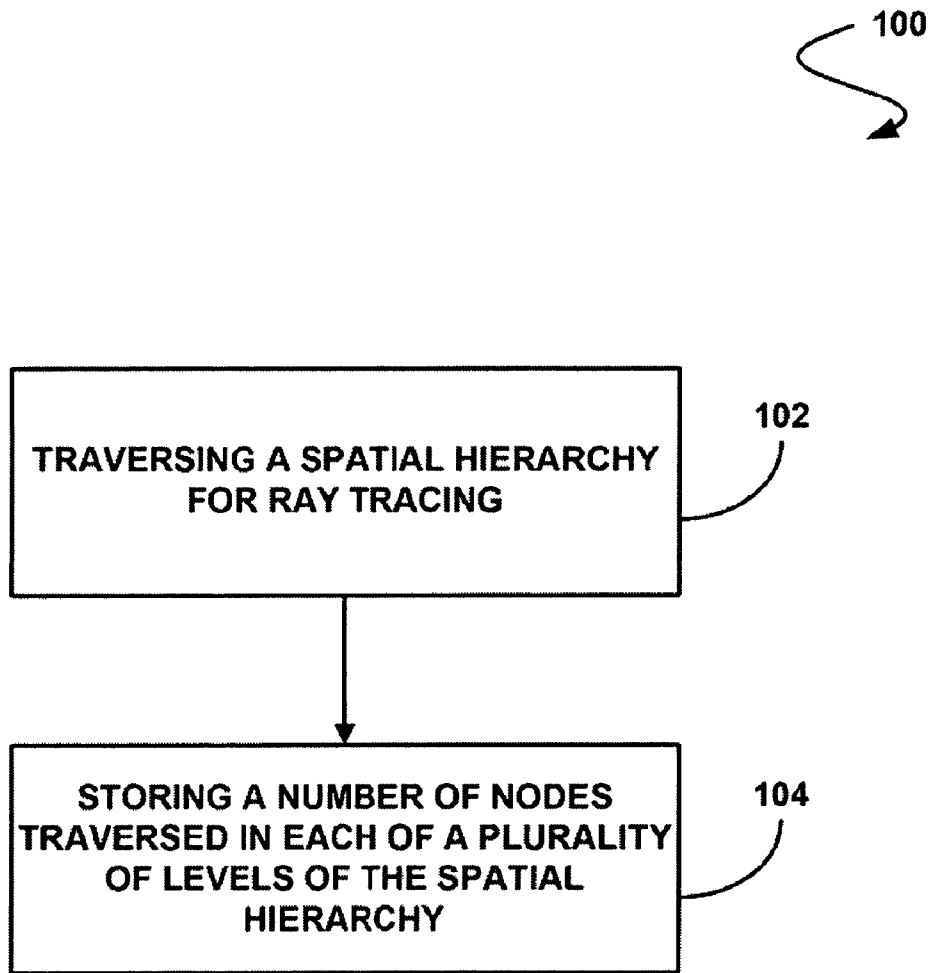 100
TRAVERSING A SPATIAL HIERARCHY
FOR RAY TRACING
102
STORING A NUMBER OF NODES
TRAVERSED IN EACH OF A PLURALITY
OF LEVELS OF THE SPATIAL
HIERARCHY
104